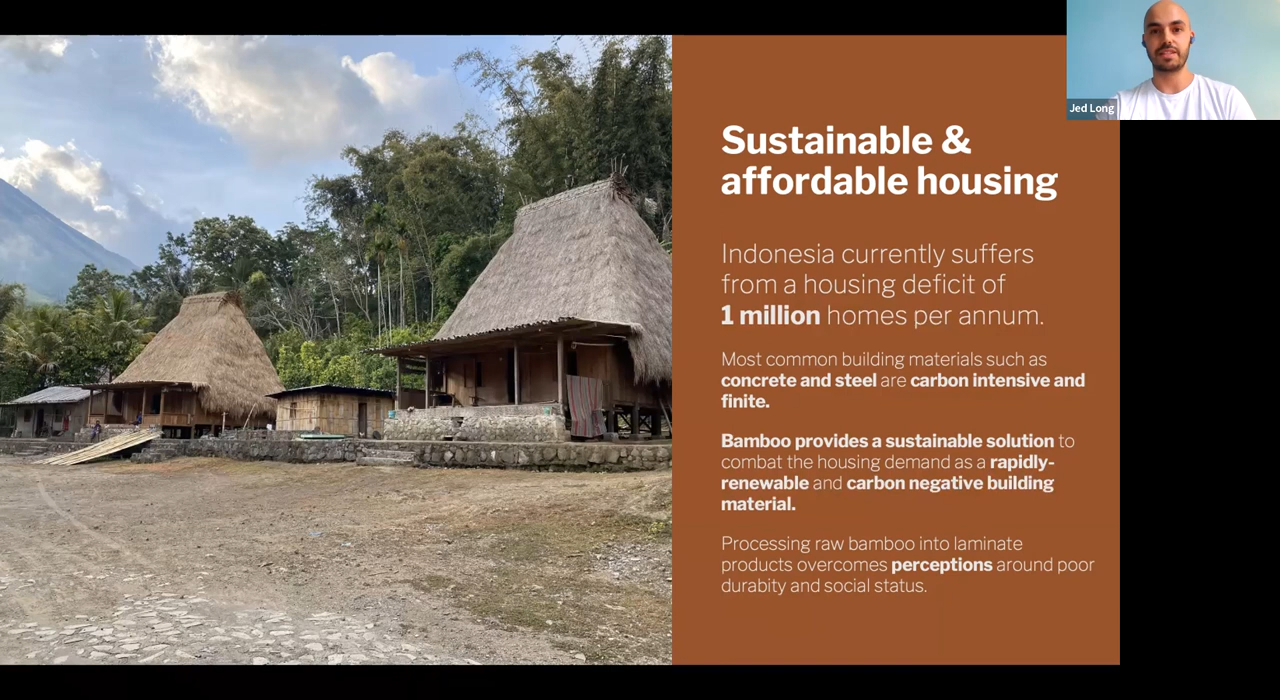 Jed Long
Sustainable &
affordable housing
Indonesia currently suffers
from a housing deficit of
1 million homes per annum.
Most common building materials such as
concrete and steel are carbon intensive and
finite.
Bamboo provides a sustainable solution to
combat the housing demand as a rapidly-
renewable and carbon negative building
material.
Processing raw bamboo into laminate
products overcomes perceptions around poor
durabity and social status.